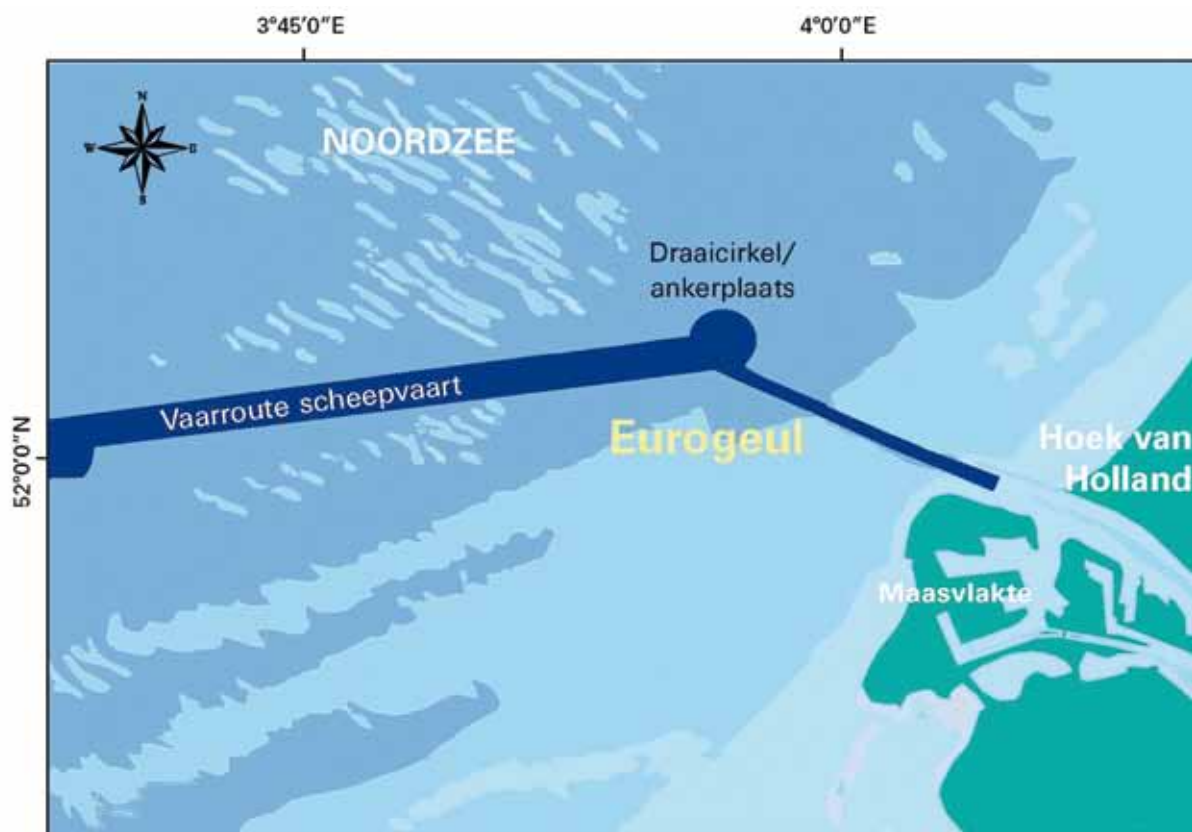 3°45'0"E
4°0'0"E
N
W
E
S
NOORDZEE
Draaicirkel/
ankerplaats
Vaarroute scheepvaart
Eurogeul
52°0'0"N
Hoek van
Holland
Maasvlakte